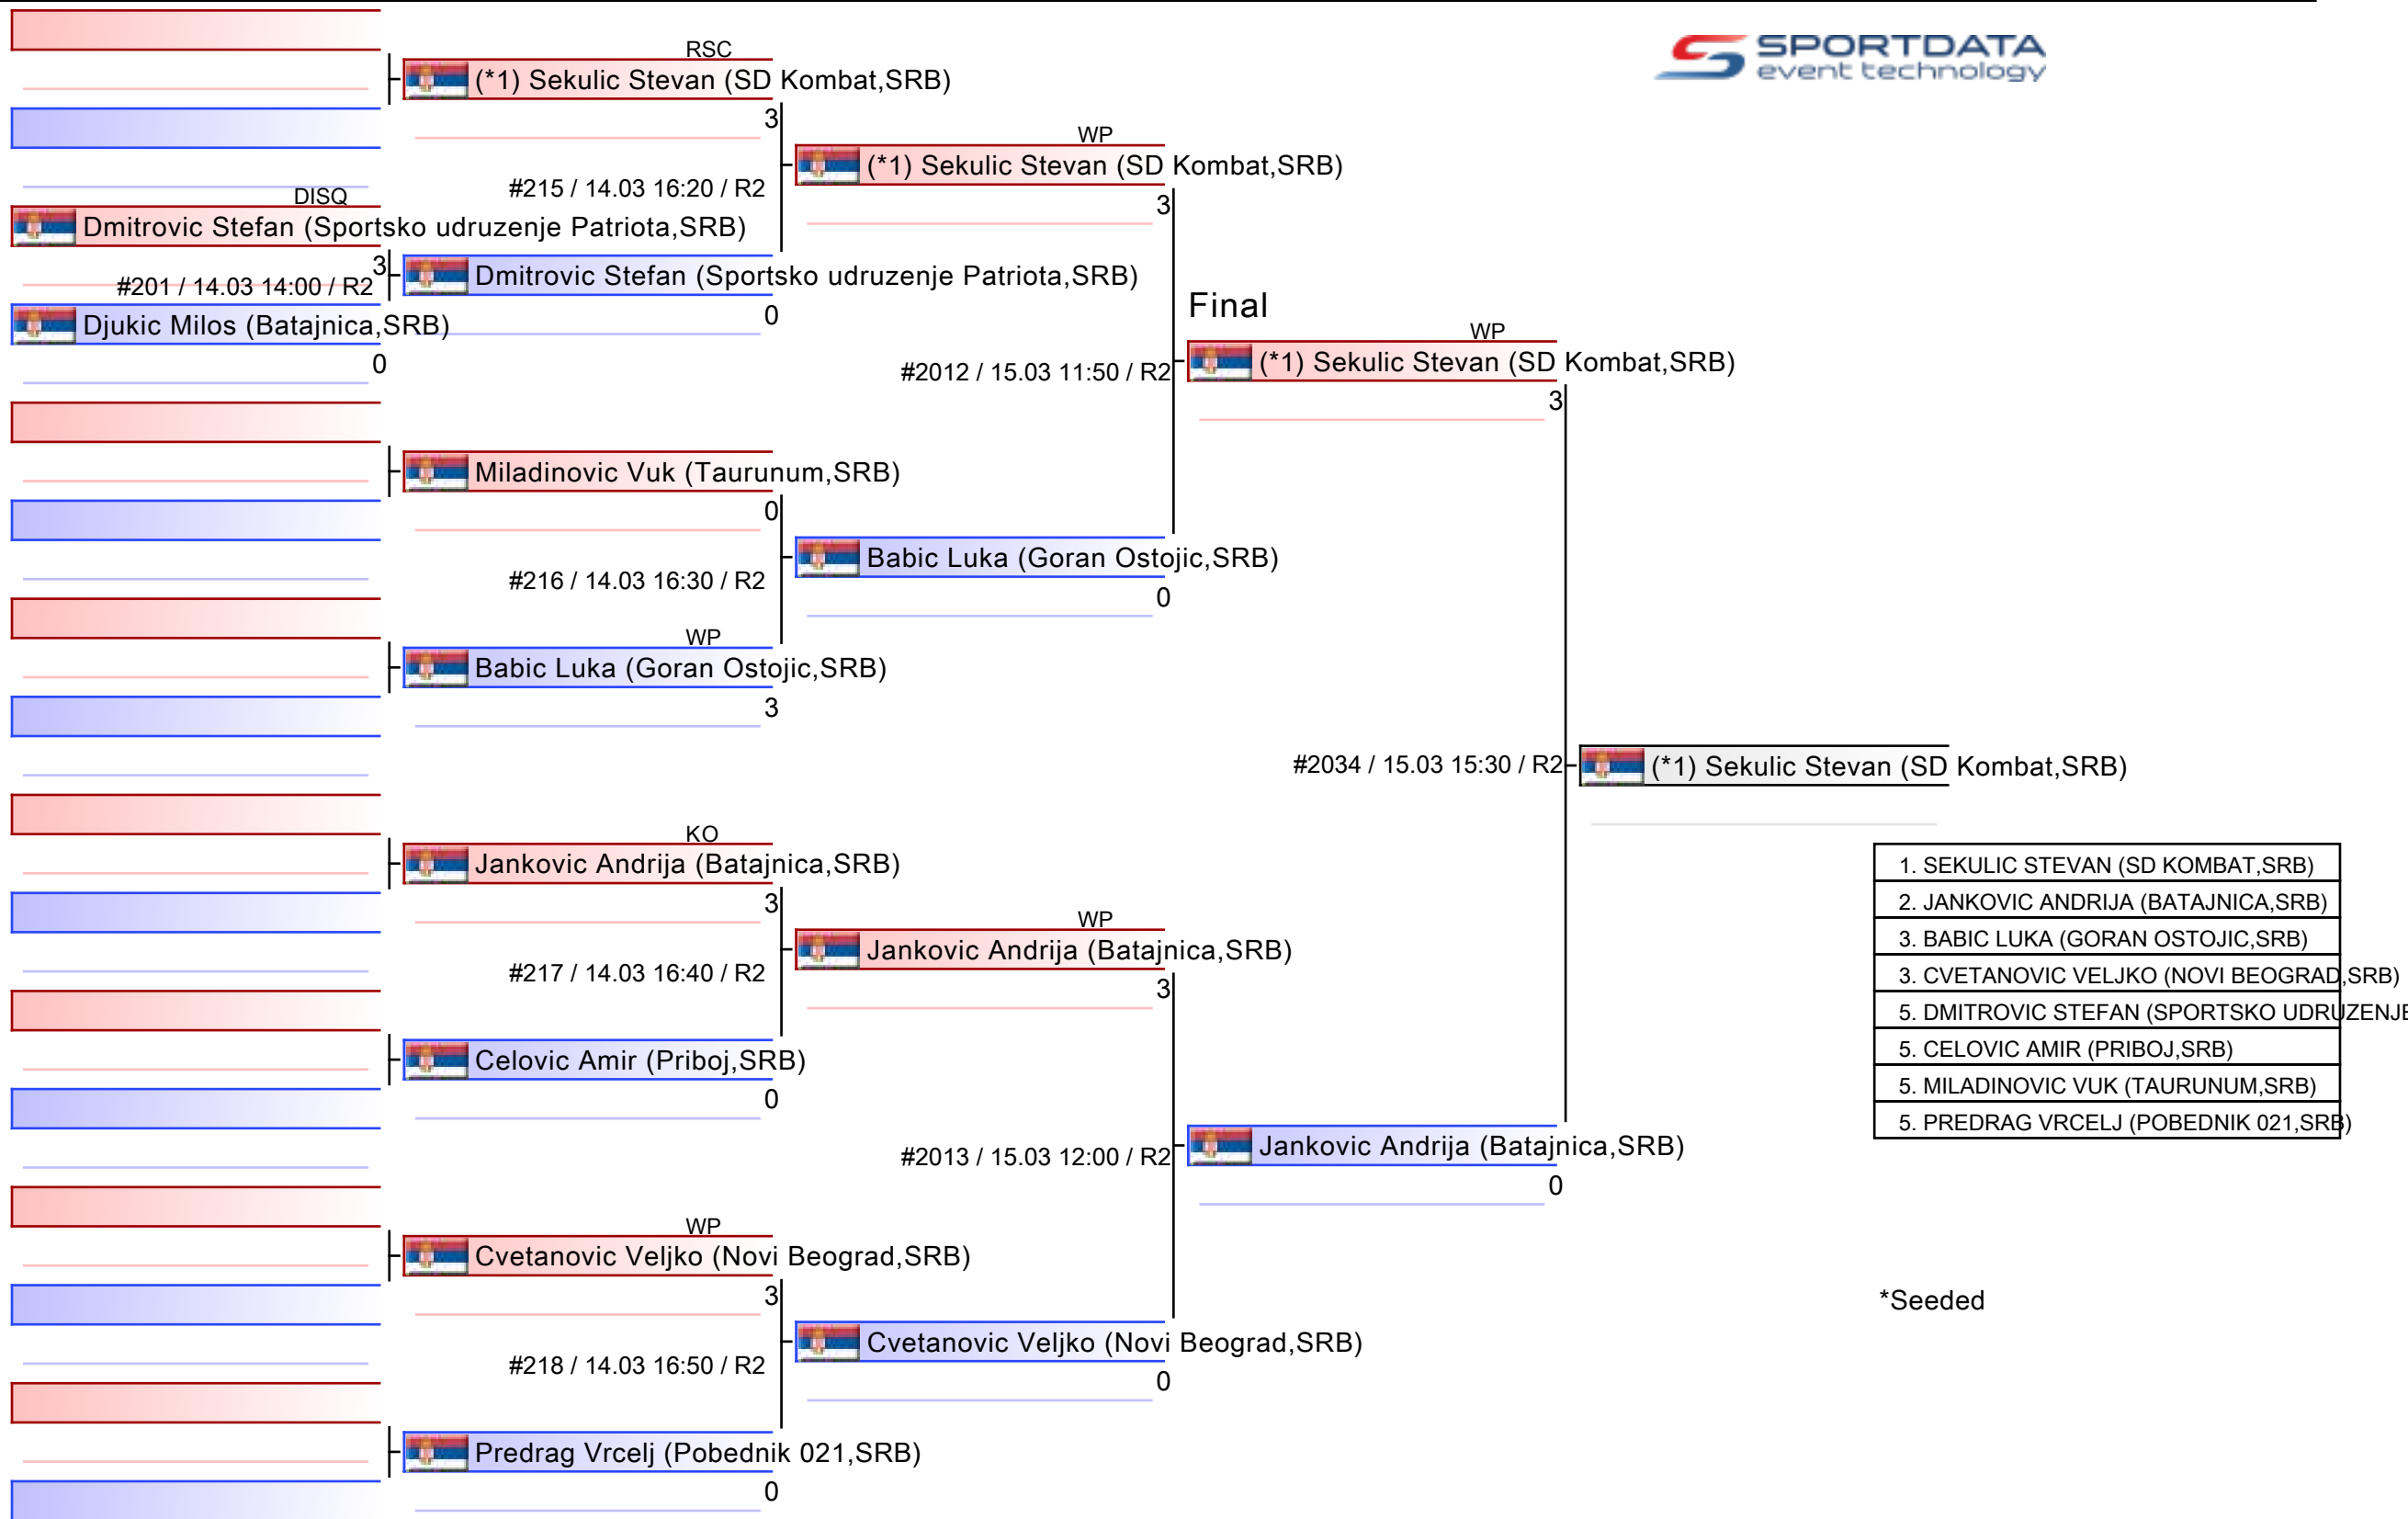 SPORTDATA
event technology
RSC
(*1) Sekulic Stevan (SD Kombat,SRB)
3
WP
(*1) Sekulic Stevan (SD Kombat,SRB)
3
#215 / 14.03 16:20 / R2
DISQ
Dmitrovic Stefan (Sportsko udruzenje Patriota,SRB)
3
#201 / 14.03 14:00 / R2
Dmitrovic Stefan (Sportsko udruzenje Patriota,SRB)
0
Djukic Milos (Batajnica,SRB)
0
Final
WP
(*1) Sekulic Stevan (SD Kombat,SRB)
3
#2012 / 15.03 11:50 / R2
Miladinovic Vuk (Taurunum,SRB)
0
#216 / 14.03 16:30 / R2
Babic Luka (Goran Ostojic,SRB)
0
WP
Babic Luka (Goran Ostojic,SRB)
3
#2034 / 15.03 15:30 / R2
(*1) Sekulic Stevan (SD Kombat,SRB)
KO
Jankovic Andrija (Batajnica,SRB)
3
WP
Jankovic Andrija (Batajnica,SRB)
3
#217 / 14.03 16:40 / R2
Celovic Amir (Priboj,SRB)
0
#2013 / 15.03 12:00 / R2
Jankovic Andrija (Batajnica,SRB)
0
WP
Cvetanovic Veljko (Novi Beograd,SRB)
3
#218 / 14.03 16:50 / R2
Cvetanovic Veljko (Novi Beograd,SRB)
0
Predrag Vrcelj (Pobednik 021,SRB)
0
1. SEKULIC STEVAN (SD KOMBAT,SRB)
2. JANKOVIC ANDRIJA (BATAJNICA,SRB)
3. BABIC LUKA (GORAN OSTOJIC,SRB)
3. CVETANOVIC VELJKO (NOVI BEOGRAD,SRB)
5. DMITROVIC STEFAN (SPORTSKO UDRUZENJE
5. CELOVIC AMIR (PRIBOJ,SRB)
5. MILADINOVIC VUK (TAURUNUM,SRB)
5. PREDRAG VRCELJ (POBEDNIK 021,SRB)
*Seeded